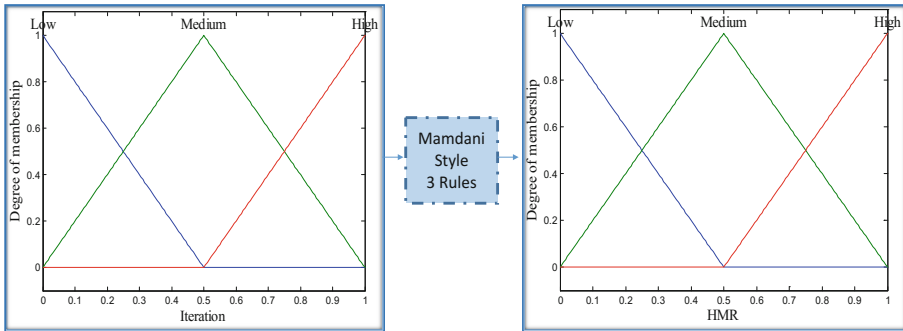 Low Medium High
Degree of membership
1
0.8
0.6
0.4
0.2
0
0 0.1 0.2 0.3 0.4 0.5 0.6 0.7 0.8 0.9 1
Iteration
Mamdani
Style
3 Rules
Low Medium High
Degree of membership
1
0.8
0.6
0.4
0.2
0
0 0.1 0.2 0.3 0.4 0.5 0.6 0.7 0.8 0.9 1
HMR